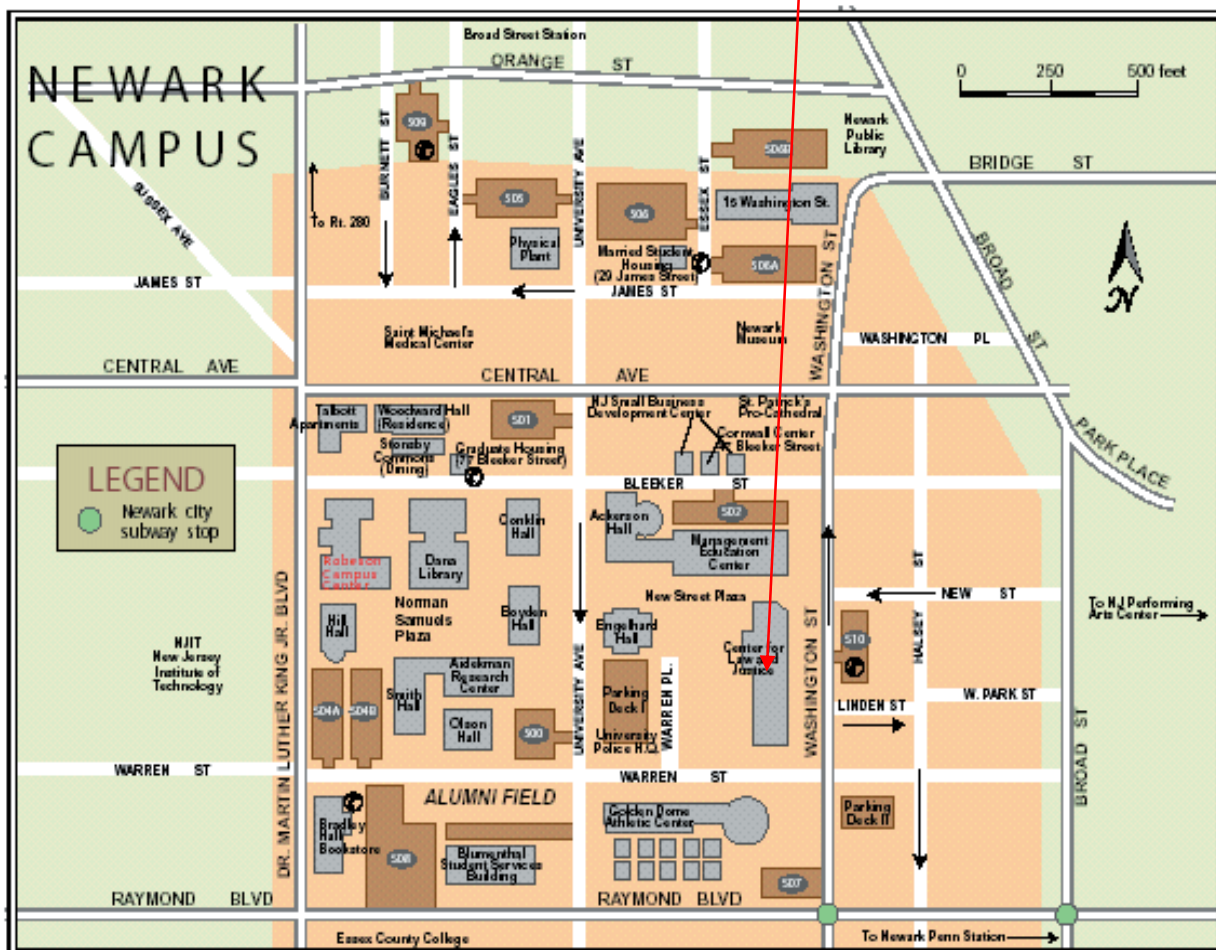 NEWARK
CAMPUS
Broad Street Station
ORANGE ST
0 250 500 feet
BURNETT ST
EAGLES ST
UNIVERSITY AVE
ESSEX ST
509
506B
Newark
Public
Library
BRIDGE ST
SUSSEX AVE
To Rt. 280
505
506
15 Washington St.
Physical
Plant
Married Student
Housing
(29 James Street)
506A
WASHINGTON ST
BROAD ST
N
JAMES ST
JAMES ST
Saint Michael's
Medical Center
Newark
Museum
WASHINGTON PL
CENTRAL AVE
CENTRAL AVE
PARK PLACE
Talbott
Apartments
Woodward Hall
(Residence)
Stonsby
Commons
(Dining)
501
Graduate Housing
(77 Bleeker Street)
NJ Small Business
Development Center
St. Patrick's
Pro-Cathedral
Cornwall Center
Bleeker Street)
LEGEND
Newark city
subway stop
BLEEKER ST
Conklin
Hall
Ackerson
Hall
502
Management
Education
Center
Robeson
Campus
Center
Dana
Library
DR. MARTIN LUTHER KING JR. BLVD
Hill
Hall
Norman
Samuels
Plaza
Boyden
Hall
New Street Plaza
Engelhard
Hall
Center for
Law and
Justice
WASHINGTON ST
510
HALSEY ST
NEW ST
To NJ Performing
Arts Center
NJIT
New Jersey
Institute of
Technology
504A
504B
Smith
Hall
Aidekman
Research
Center
Olson
Hall
500
UNIVERSITY AVE
Parking
Deck I
University
Police H.Q.
WARREN PL.
LINDEN ST
W. PARK ST
BROAD ST
WARREN ST
WARREN ST
ALUMNI FIELD
Bradley
Hall
Bookstore
508
Blumenthal
Student Services
Building
Golden Dome
Athletic Center
Parking
Deck II
507
RAYMOND BLVD
RAYMOND BLVD
Essex County College
To Newark Penn Station